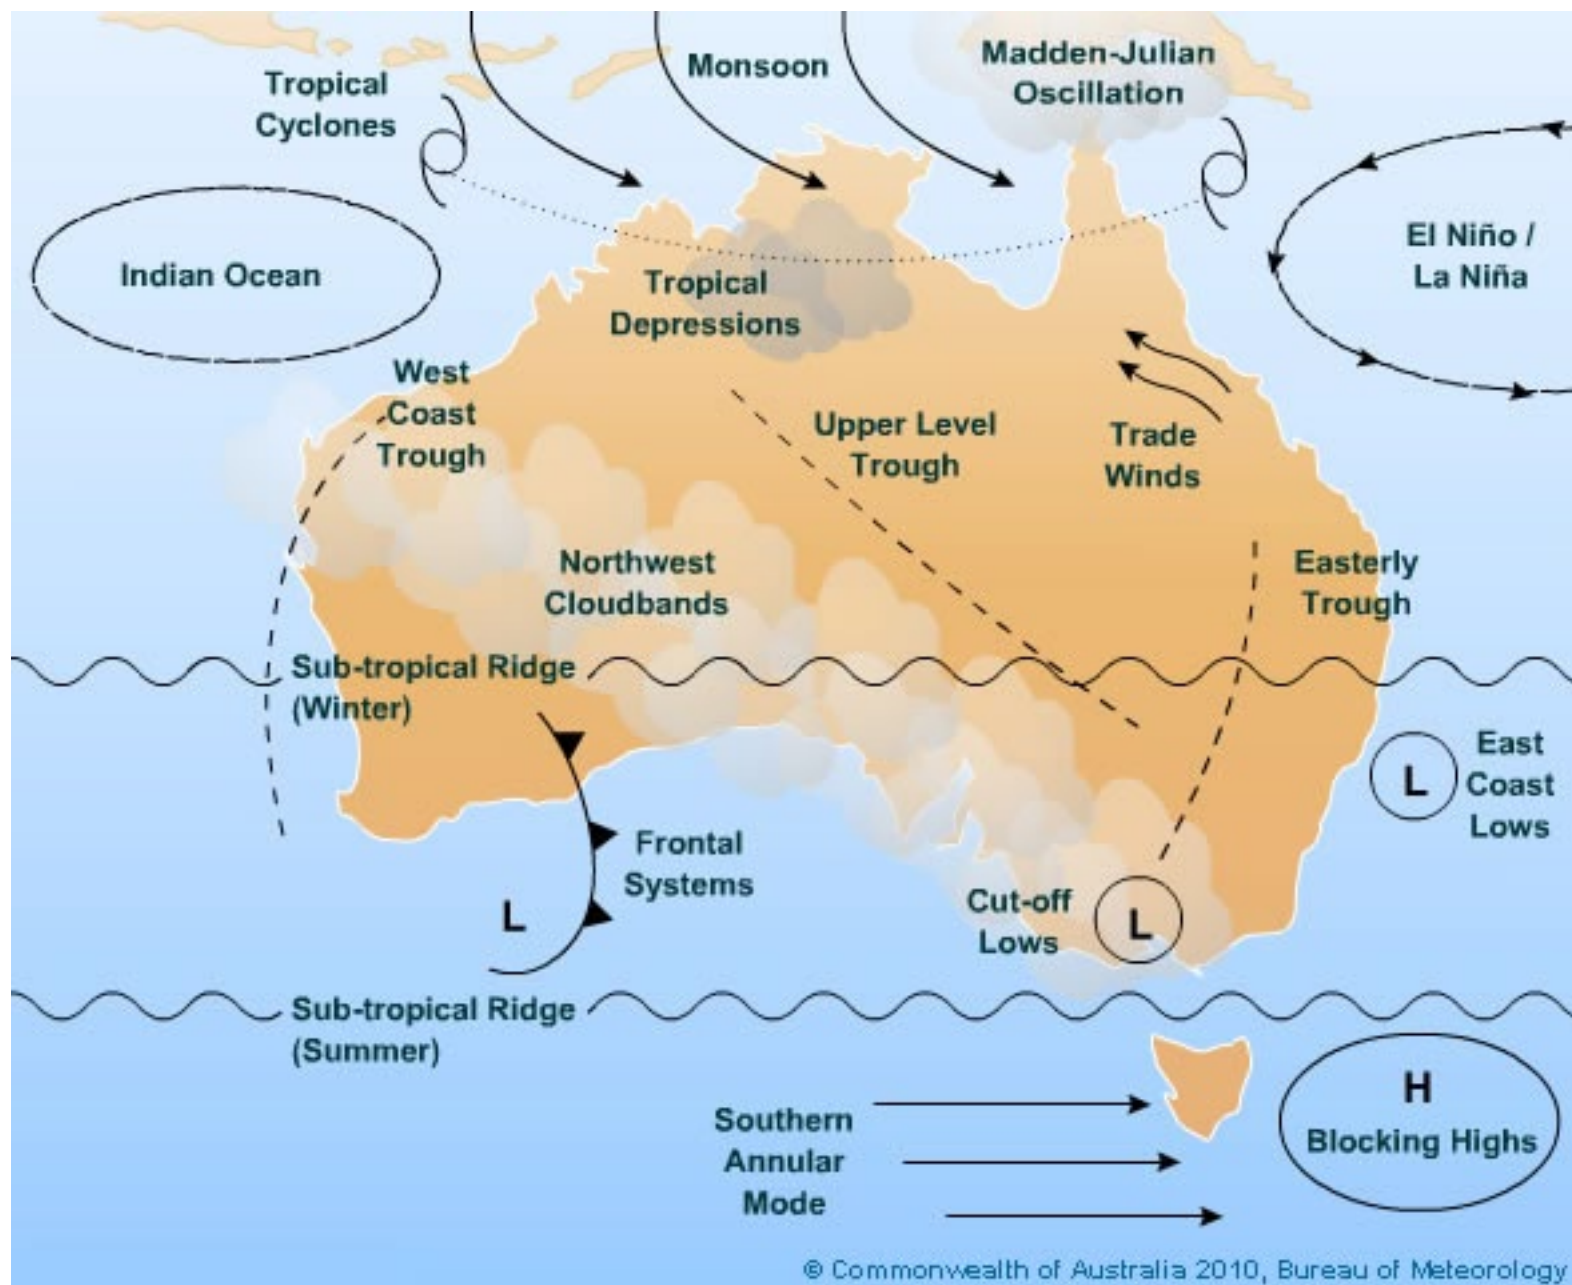 Tropical
Cyclones
Monsoon
Madden-Julian
Oscillation
Indian Ocean
El Niño /
La Niña
Tropical
Depressions
West
Coast
Trough
Upper Level
Trough
Trade
Winds
Northwest
Cloudbands
Easterly
Trough
Sub-tropical Ridge
(Winter)
L
East
Coast
Lows
Frontal
Systems
L
Cut-off
Lows
L
Sub-tropical Ridge
(Summer)
Southern
Annular
Mode
H
Blocking Highs
© Commonwealth of Australia 2010, Bureau of Meteorology